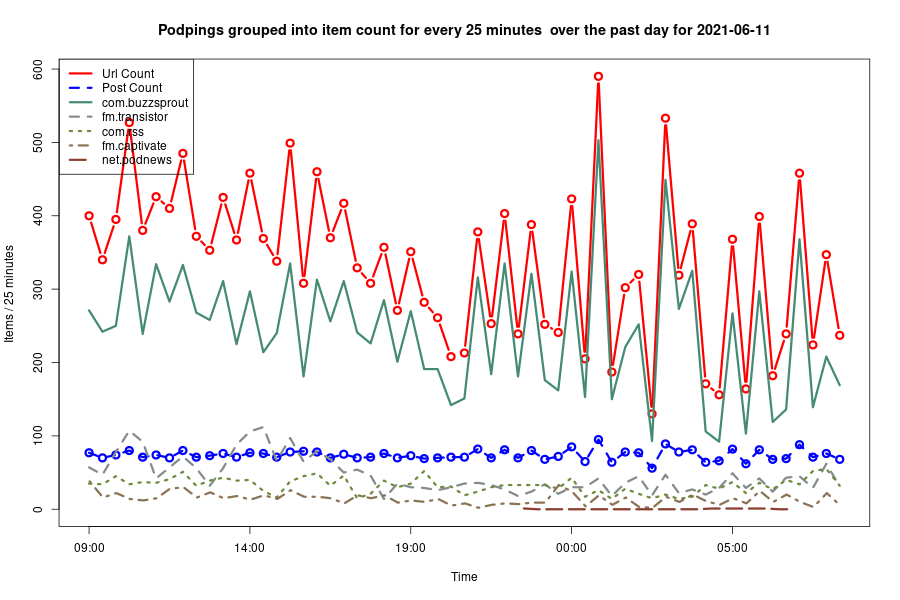 Podpings grouped into item count for every 25 minutes  over the past day for 2021-06-11
Url Count
Post Count
com.buzzsprout
fm.transistor
com.rss
fm.captivate
net.podnews
600
500
400
300
200
100
0
Items / 25 minutes
09:00 14:00 19:00 00:00 05:00
Time